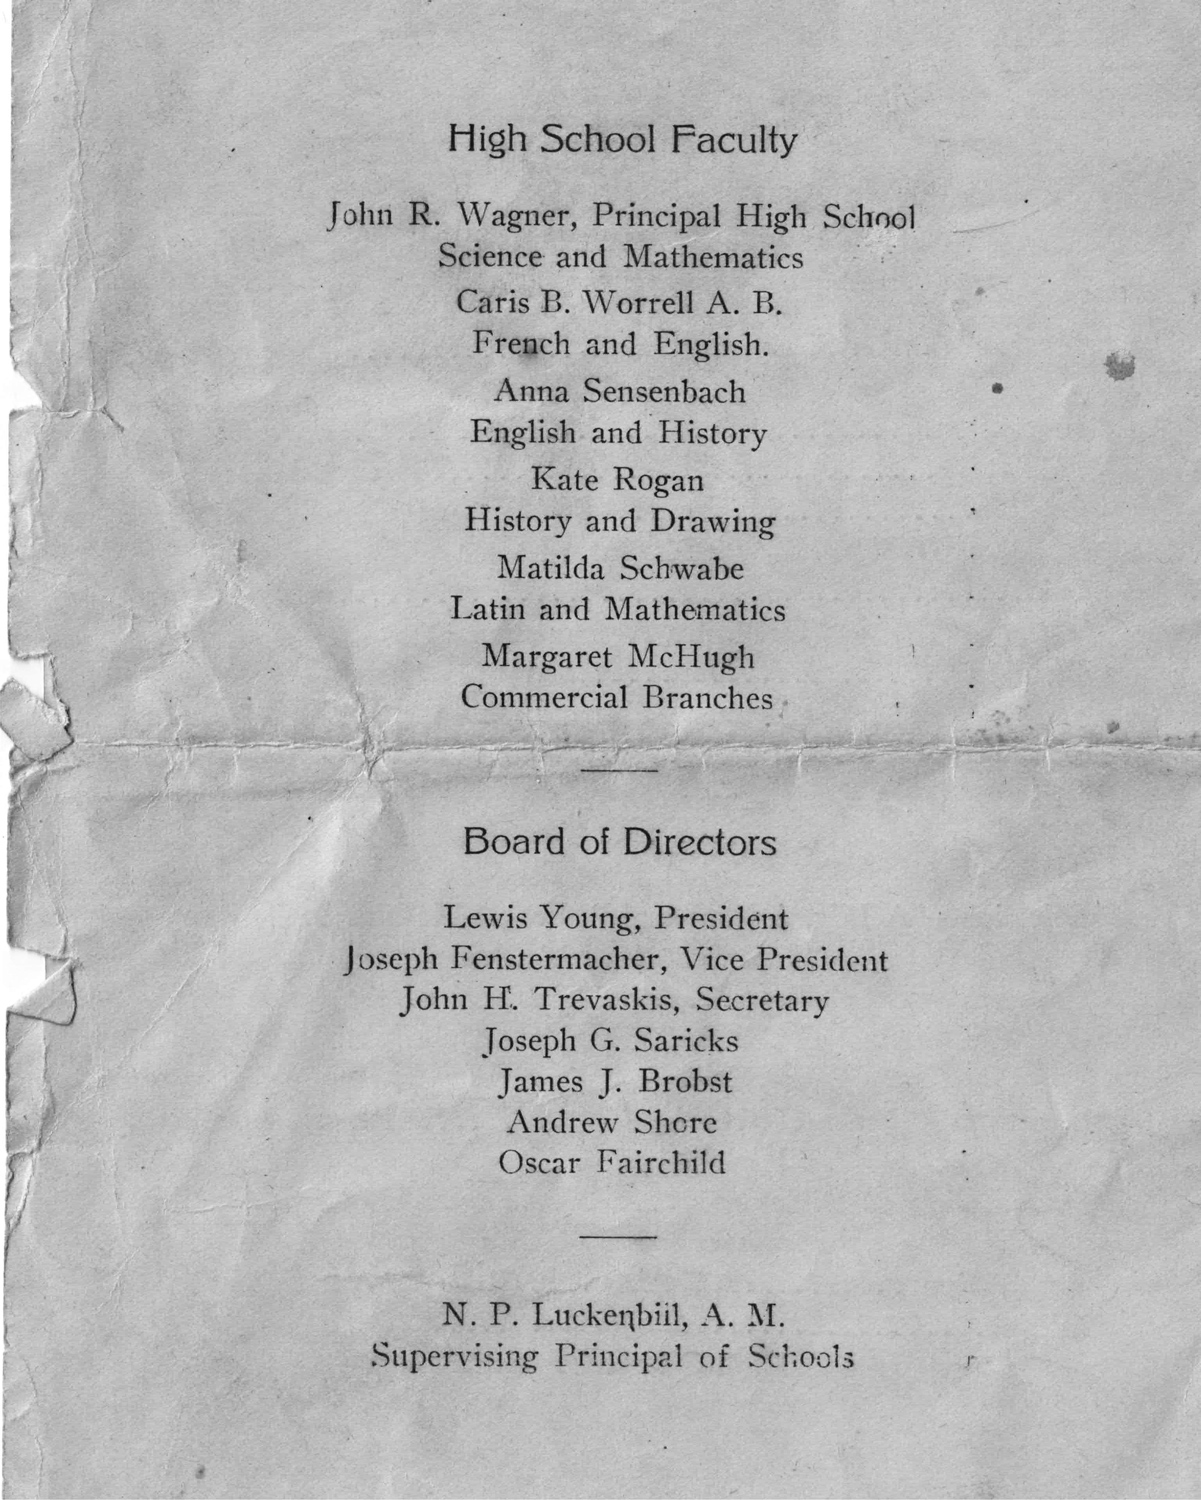 High School Faculty
John R. Wagner, Principal High School
Science and Mathematics
Caris B. Worrell A. B.
French and English.
Anna Sensenbach
English and History
Kate Rogan
History and Drawing
Matilda Schwabe
Latin and Mathematics
Margaret McHugh
Commercial Branches
Board of Directors
Lewis Young, President
Joseph Fenstermacher, Vice President
John H. Trevaskis, Secretary
Joseph G. Saricks
James J. Brobst
Andrew Shore
Oscar Fairchild
N. P. Luckenbiil, A. M.
Supervising Principal of Schools